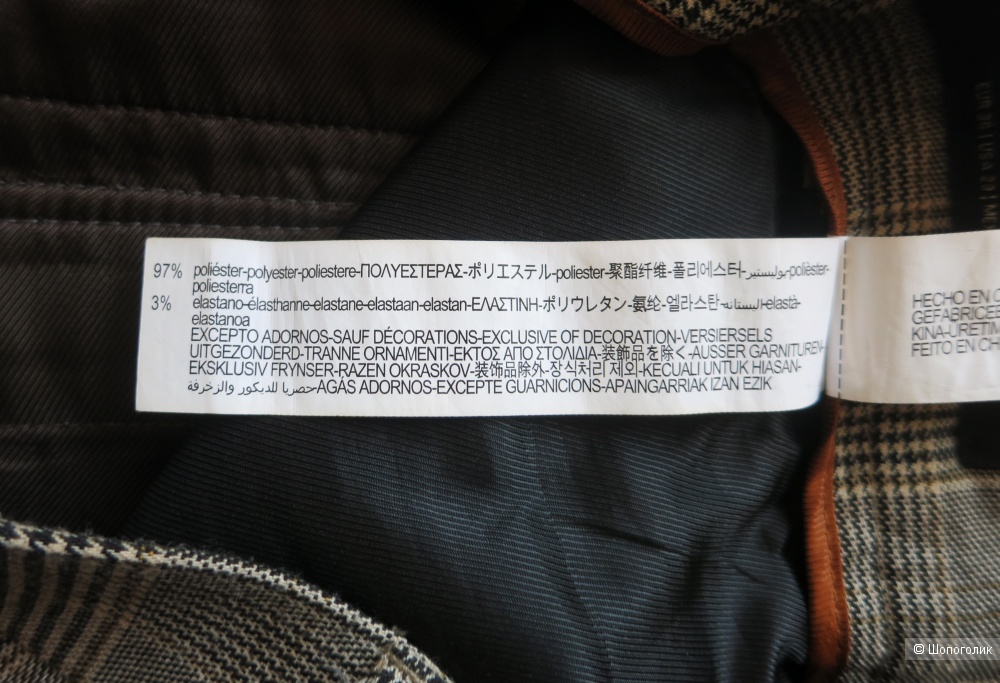 97% poliéster-polyester-poliestere-ΠΟΛΥΕΣΤΕΡΑΣ-ポリエステル-poliester-聚酯纤维-폴리에스터-بوليستير-polièster-
poliesterra
3% elastano-élasthanne-elastane-elastaan-elastan-ΕΛΑΣΤΙΝΗ-ポリウレタン-氨纶-엘라스탄-البستانه-elastà-
elastanoa
EXCEPTO ADORNOS-SAUF DÉCORATIONS-EXCLUSIVE OF DECORATION-VERSIERSELS
UITGEZONDERD-TRANNE ORNAMENTI-ΕΚΤΟΣ ΑΠΟ ΣΤΟΛΙΔΙΑ-装飾品を除く-AUSSER GARNITUREN-
EKSKLUSIV FRYNSER-RAZEN OKRASKOV-装饰品除外-장식처리 제외-KECUALI UNTUK HIASAN-
حصريا للديكور والزخرفة-AGAS ADORNOS-EXCEPTE GUARNICIONS-APAINGARRIAK IZAN EZIK
HECHO EN
GEFABRICEE
KINA-ÜRETIM
FEITO EN CH
© Шопоголик